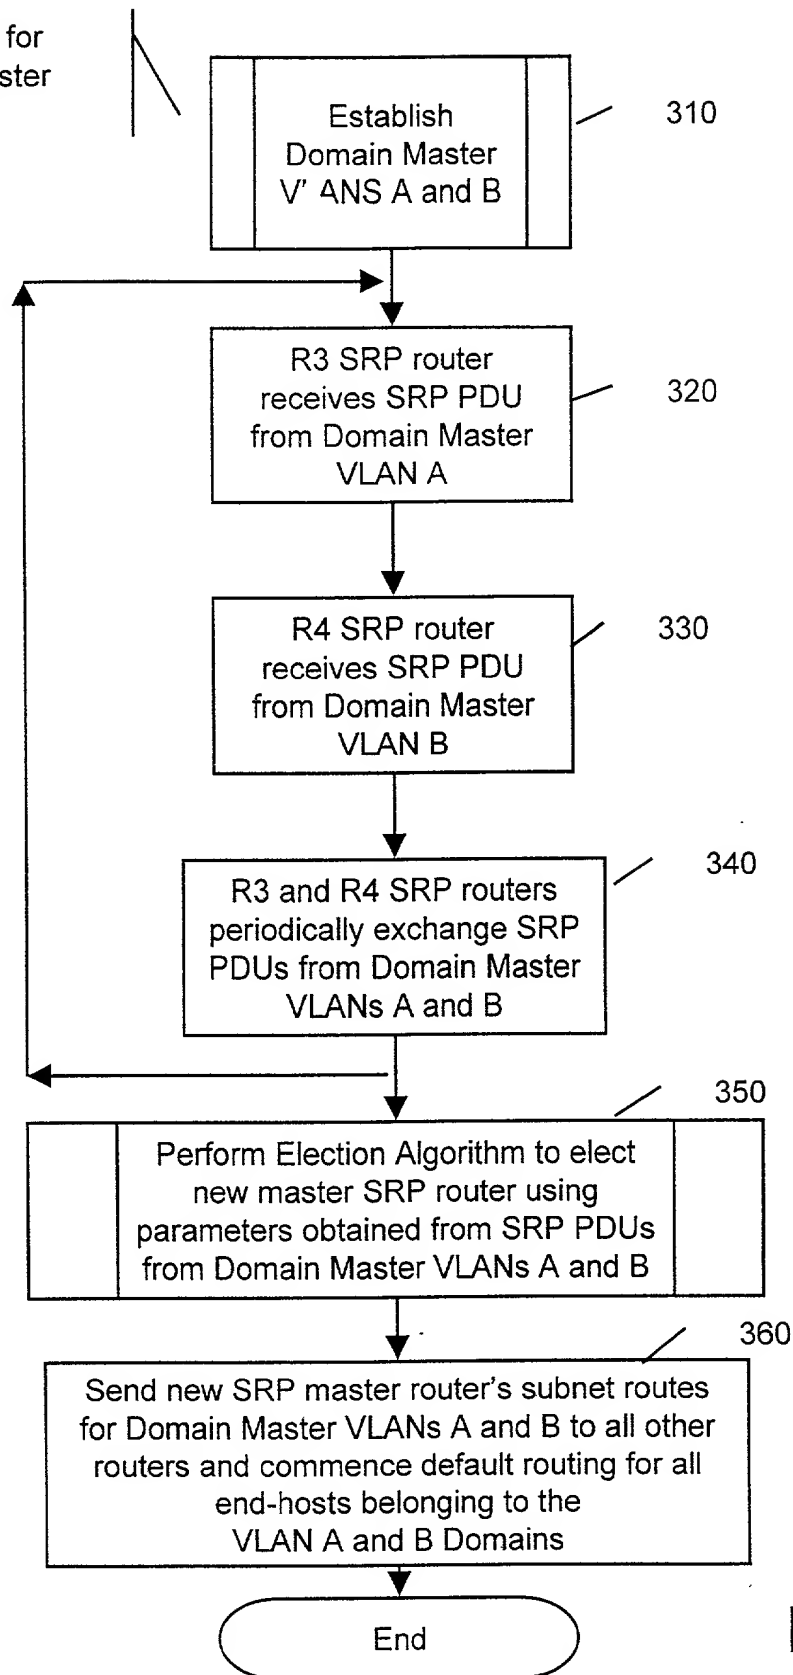 for
ster
Establish
Domain Master
V' ANS A and B
310
R3 SRP router
receives SRP PDU
from Domain Master
VLAN A
320
R4 SRP router
receives SRP PDU
from Domain Master
VLAN B
330
R3 and R4 SRP routers
periodically exchange SRP
PDUs from Domain Master
VLANs A and B
340
350
Perform Election Algorithm to elect
new master SRP router using
parameters obtained from SRP PDUs
from Domain Master VLANs A and B
360
Send new SRP master router's subnet routes
for Domain Master VLANs A and B to all other
routers and commence default routing for all
end-hosts belonging to the
VLAN A and B Domains
End